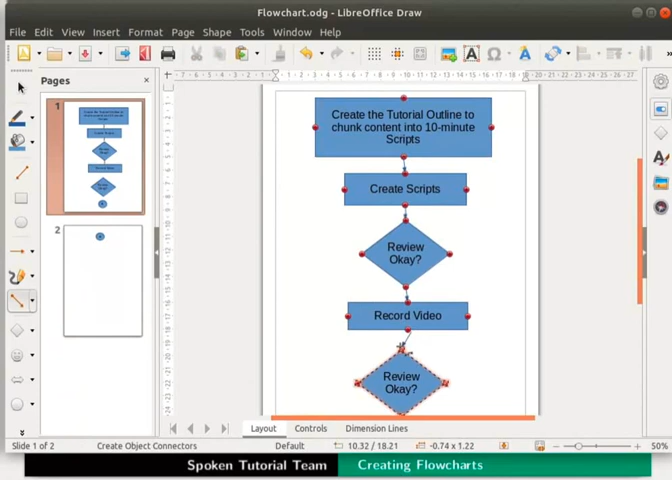 Flowchart.odg - LibreOffice Draw
File Edit View Insert Format Page Shape Tools Window Help
Pages
1
2
Create the Tutorial Outline to
chunk content into 10-minute
Scripts
Create Scripts
Review
Okay?
Record Video
Review
Okay?
Layout Controls Dimension Lines
Slide 1 of 2 Create Object Connectors Default 10.32 / 18.21 -0.74 x 1.22 50%
Spoken Tutorial Team Creating Flowcharts